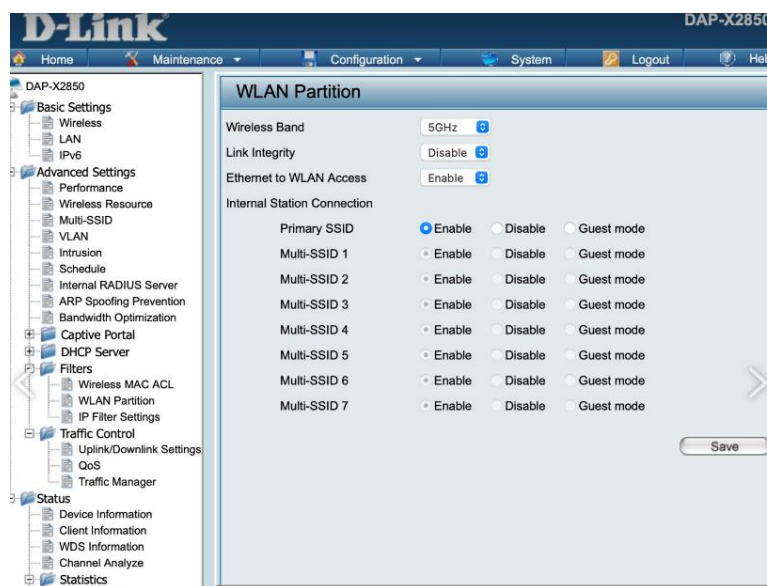 D-Link
DAP-X2850
Home Maintenance Configuration System Logout Hel
DAP-X2850
Basic Settings
Wireless
LAN
IPv6
Advanced Settings
Performance
Wireless Resource
Multi-SSID
VLAN
Intrusion
Schedule
Internal RADIUS Server
ARP Spoofing Prevention
Bandwidth Optimization
Captive Portal
DHCP Server
Filters
Wireless MAC ACL
WLAN Partition
IP Filter Settings
Traffic Control
Uplink/Downlink Settings
QoS
Traffic Manager
Status
Device Information
Client Information
WDS Information
Channel Analyze
Statistics
WLAN Partition
Wireless Band 5GHz
Link Integrity Disable
Ethernet to WLAN Access Enable
Internal Station Connection
Primary SSID Enable Disable Guest mode
Multi-SSID 1 Enable Disable Guest mode
Multi-SSID 2 Enable Disable Guest mode
Multi-SSID 3 Enable Disable Guest mode
Multi-SSID 4 Enable Disable Guest mode
Multi-SSID 5 Enable Disable Guest mode
Multi-SSID 6 Enable Disable Guest mode
Multi-SSID 7 Enable Disable Guest mode
Save